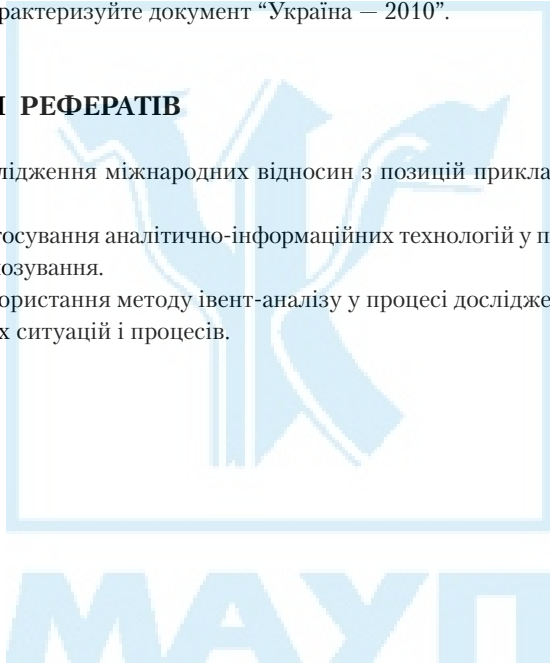 рактеризуйте документ “Україна — 2010”.
РЕФЕРАТІВ
лідження міжнародних відносин з позицій прикла
тосування аналітично-інформаційних технологій у п
нозування.
ористання методу івент-аналізу у процесі дослідже
х ситуацій і процесів.
МАУП